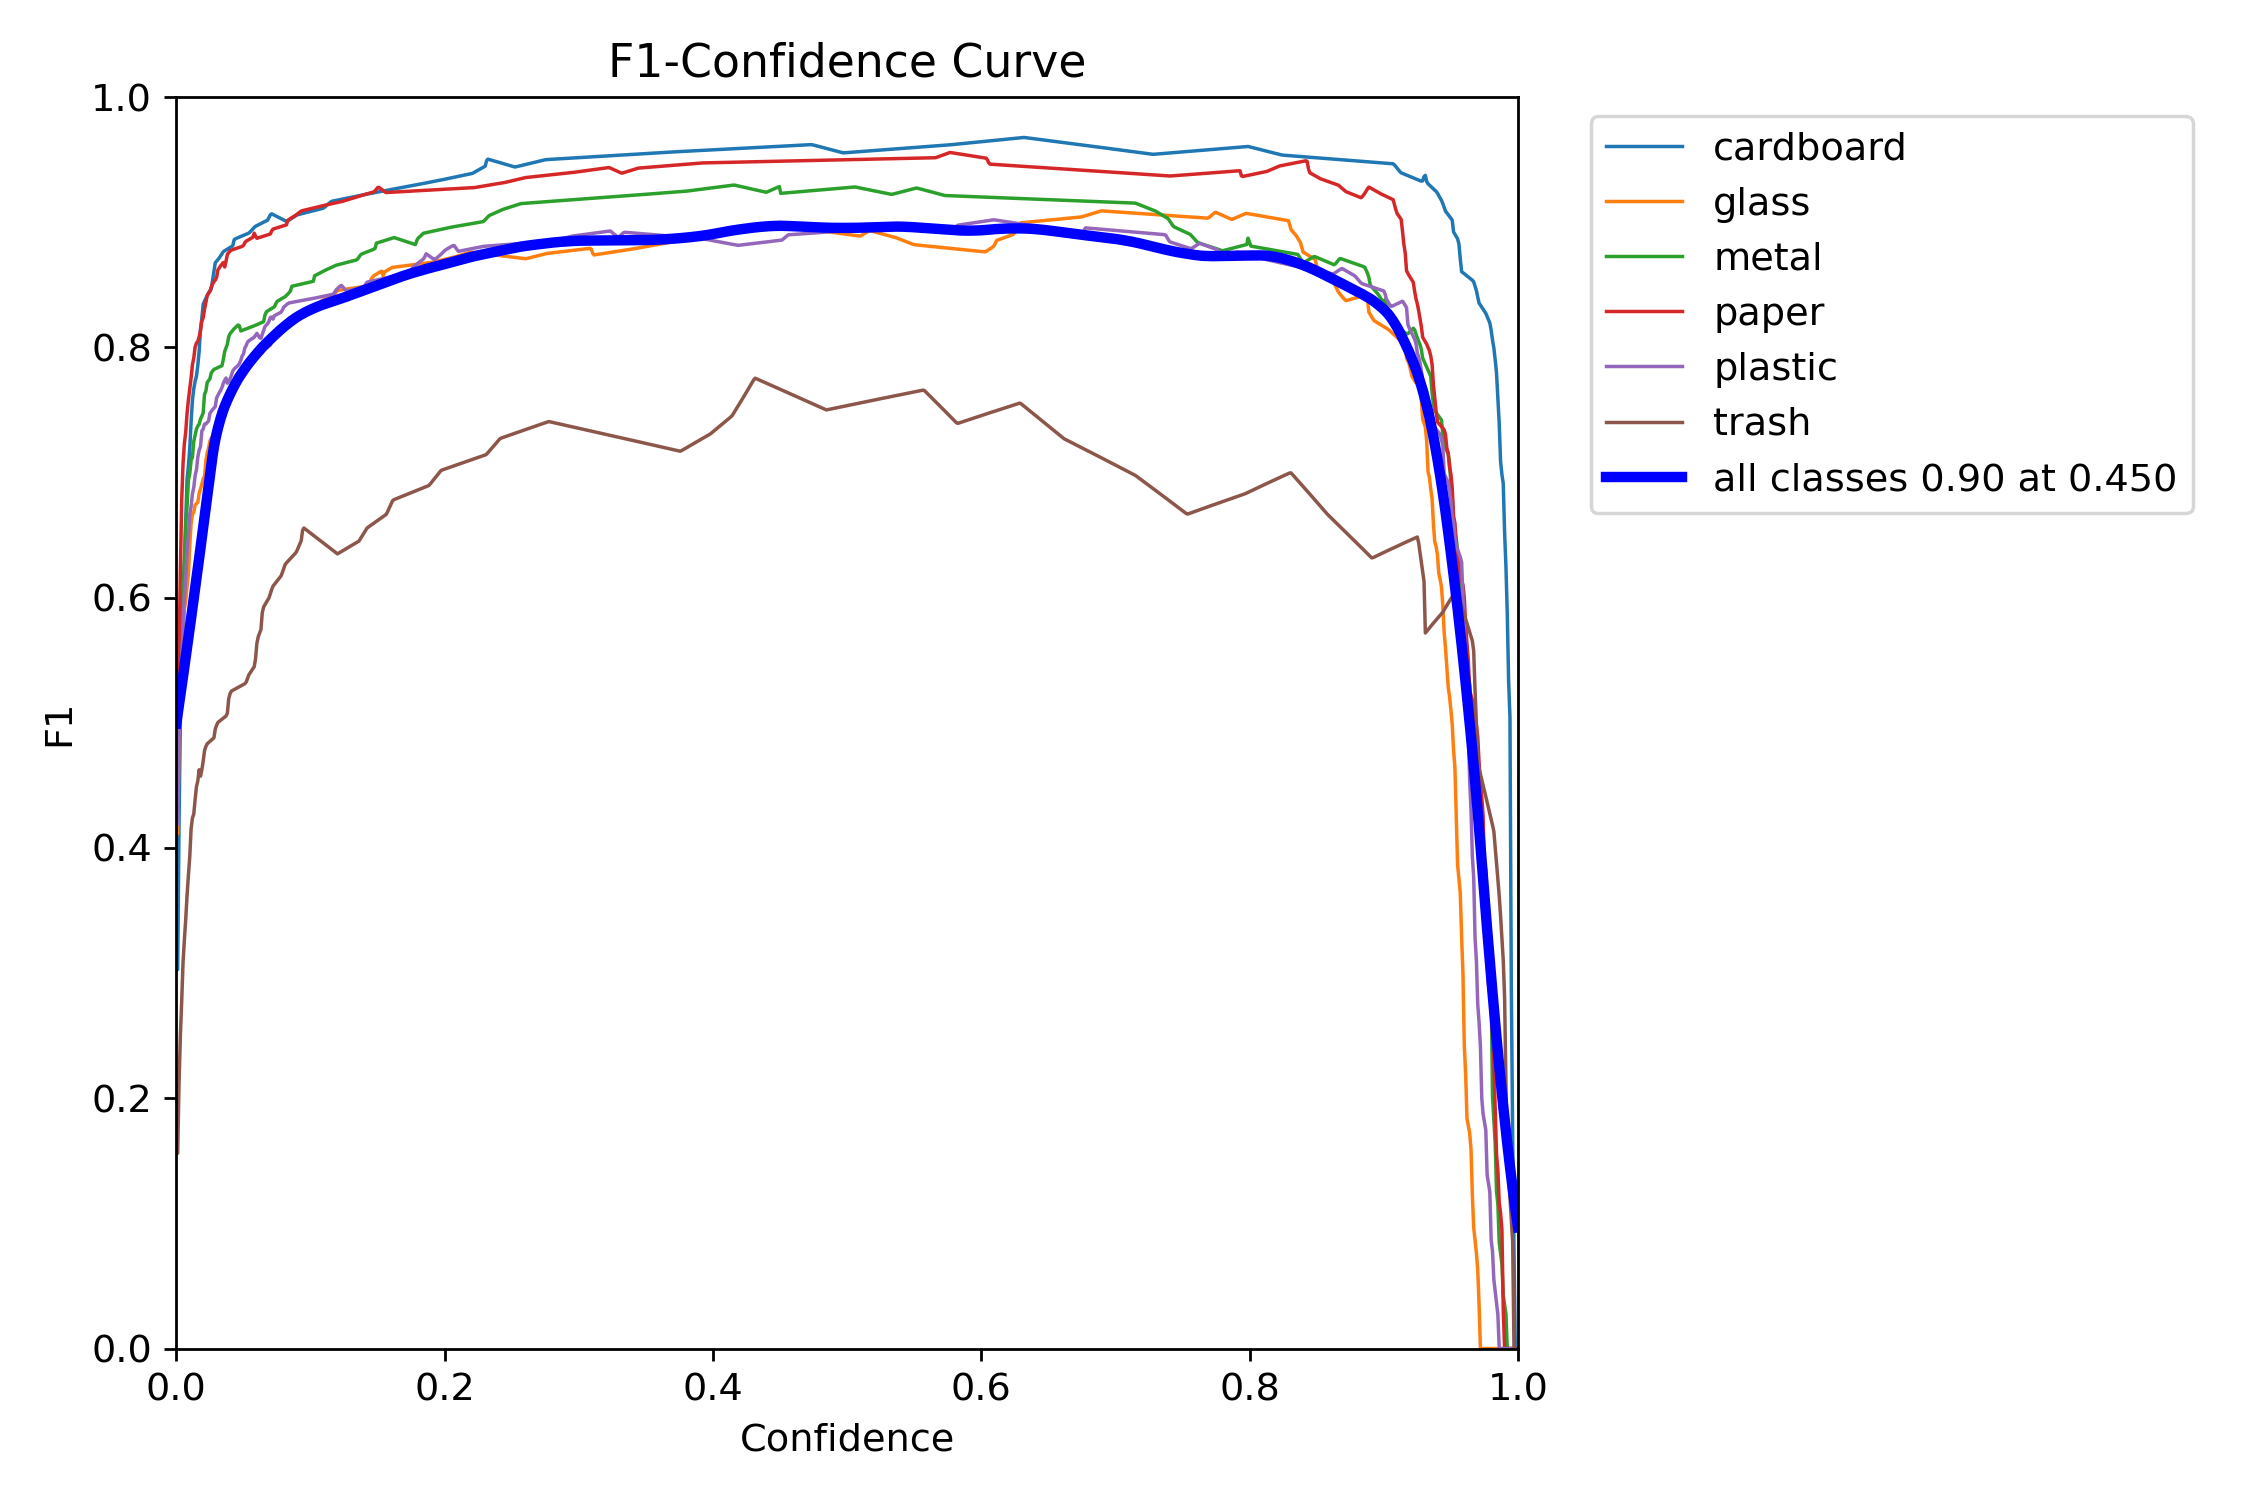 F1-Confidence Curve
1.0
0.8
0.6
0.4
0.2
0.0
F1
0.0 0.2 0.4 0.6 0.8 1.0
Confidence
cardboard
glass
metal
paper
plastic
trash
all classes 0.90 at 0.450